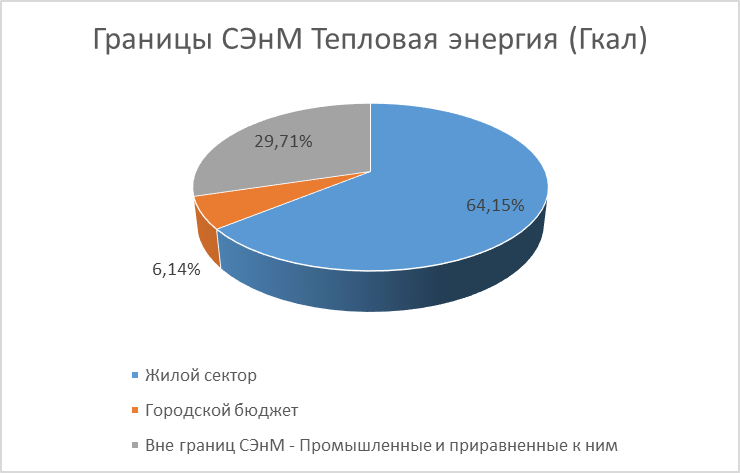 Границы СЭнМ Тепловая энергия (Гкал)
29,71%
64,15%
6,14%
Жилой сектор
Городской бюджет
Вне границ СЭнМ - Промышленные и приравненные к ним